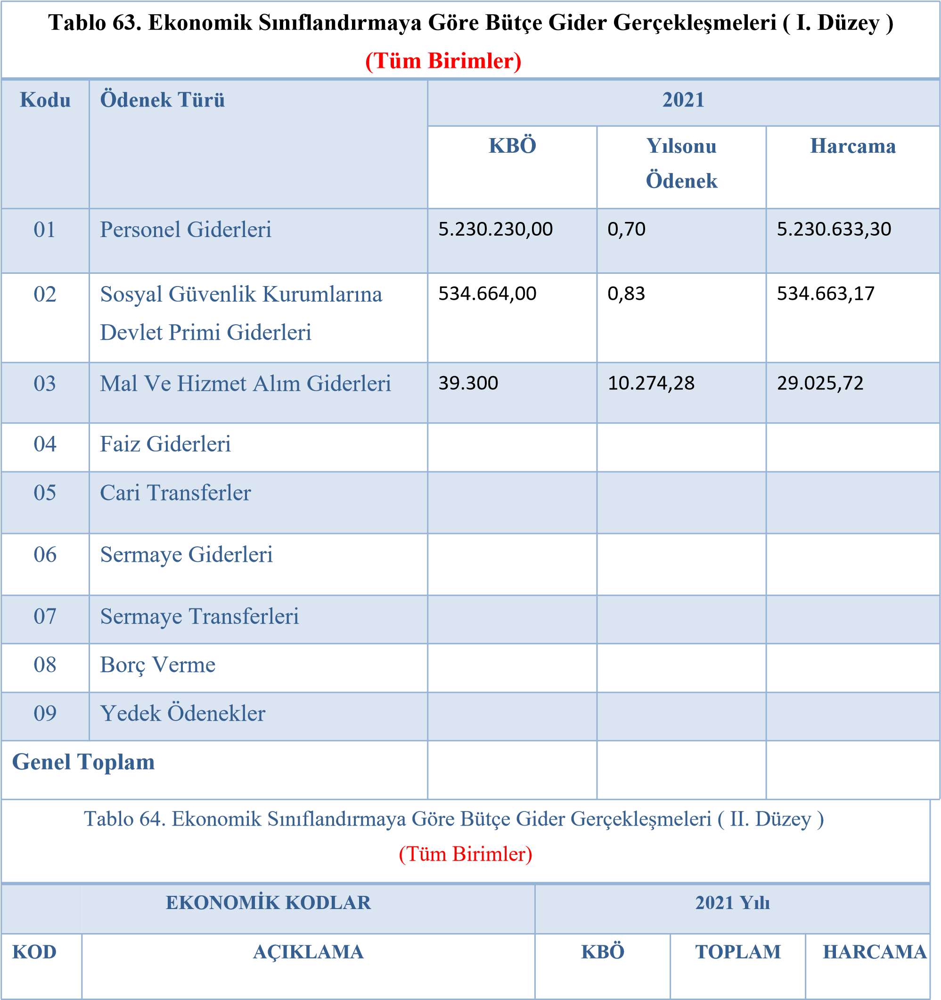 Tablo 63. Ekonomik Sınıflandırmaya Göre Bütçe Gider Gerçekleşmeleri ( I. Düzey )
(Tüm Birimler)
Kodu Ödenek Türü 2021
KBÖ Yılsonu Ödenek Harcama
01 Personel Giderleri 5.230.230,00 0,70 5.230.633,30
02 Sosyal Güvenlik Kurumlarına 534.664,00 0,83 534.663,17
Devlet Primi Giderleri
03 Mal Ve Hizmet Alım Giderleri 39.300 10.274,28 29.025,72
04 Faiz Giderleri
05 Cari Transferler
06 Sermaye Giderleri
07 Sermaye Transferleri
08 Borç Verme
09 Yedek Ödenekler
Genel Toplam
Tablo 64. Ekonomik Sınıflandırmaya Göre Bütçe Gider Gerçekleşmeleri ( II. Düzey )
(Tüm Birimler)
EKONOMİK KODLAR 2021 Yılı
KOD AÇIKLAMA KBÖ TOPLAM HARCAMA